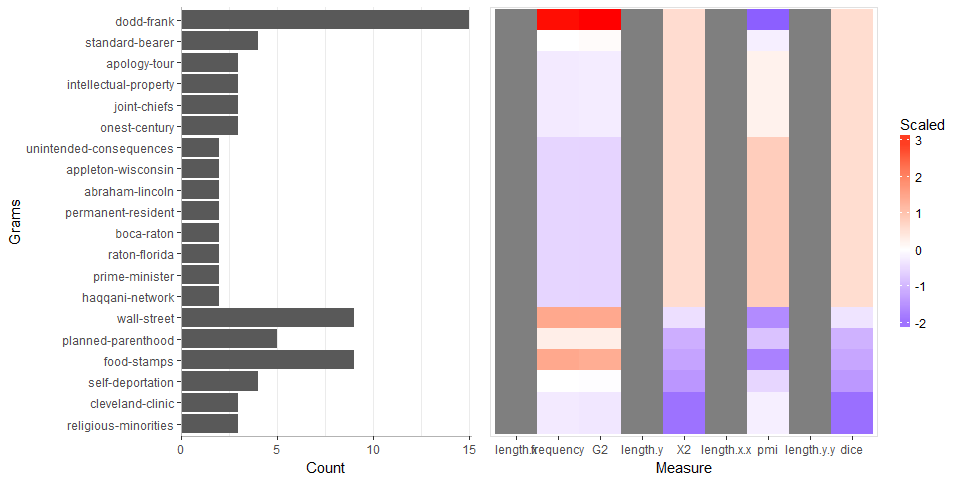 Grams
dodd-frank
standard-bearer
apology-tour
intellectual-property
joint-chiefs
onest-century
unintended-consequences
appleton-wisconsin
abraham-lincoln
permanent-resident
boca-raton
raton-florida
prime-minister
haqqani-network
wall-street
planned-parenthood
food-stamps
self-deportation
cleveland-clinic
religious-minorities
0 5 10 15
Count
length.x frequency G2 length.y X2 length.x.x pmi length.y.y dice
Measure
Scaled
3
2
1
0
-1
-2